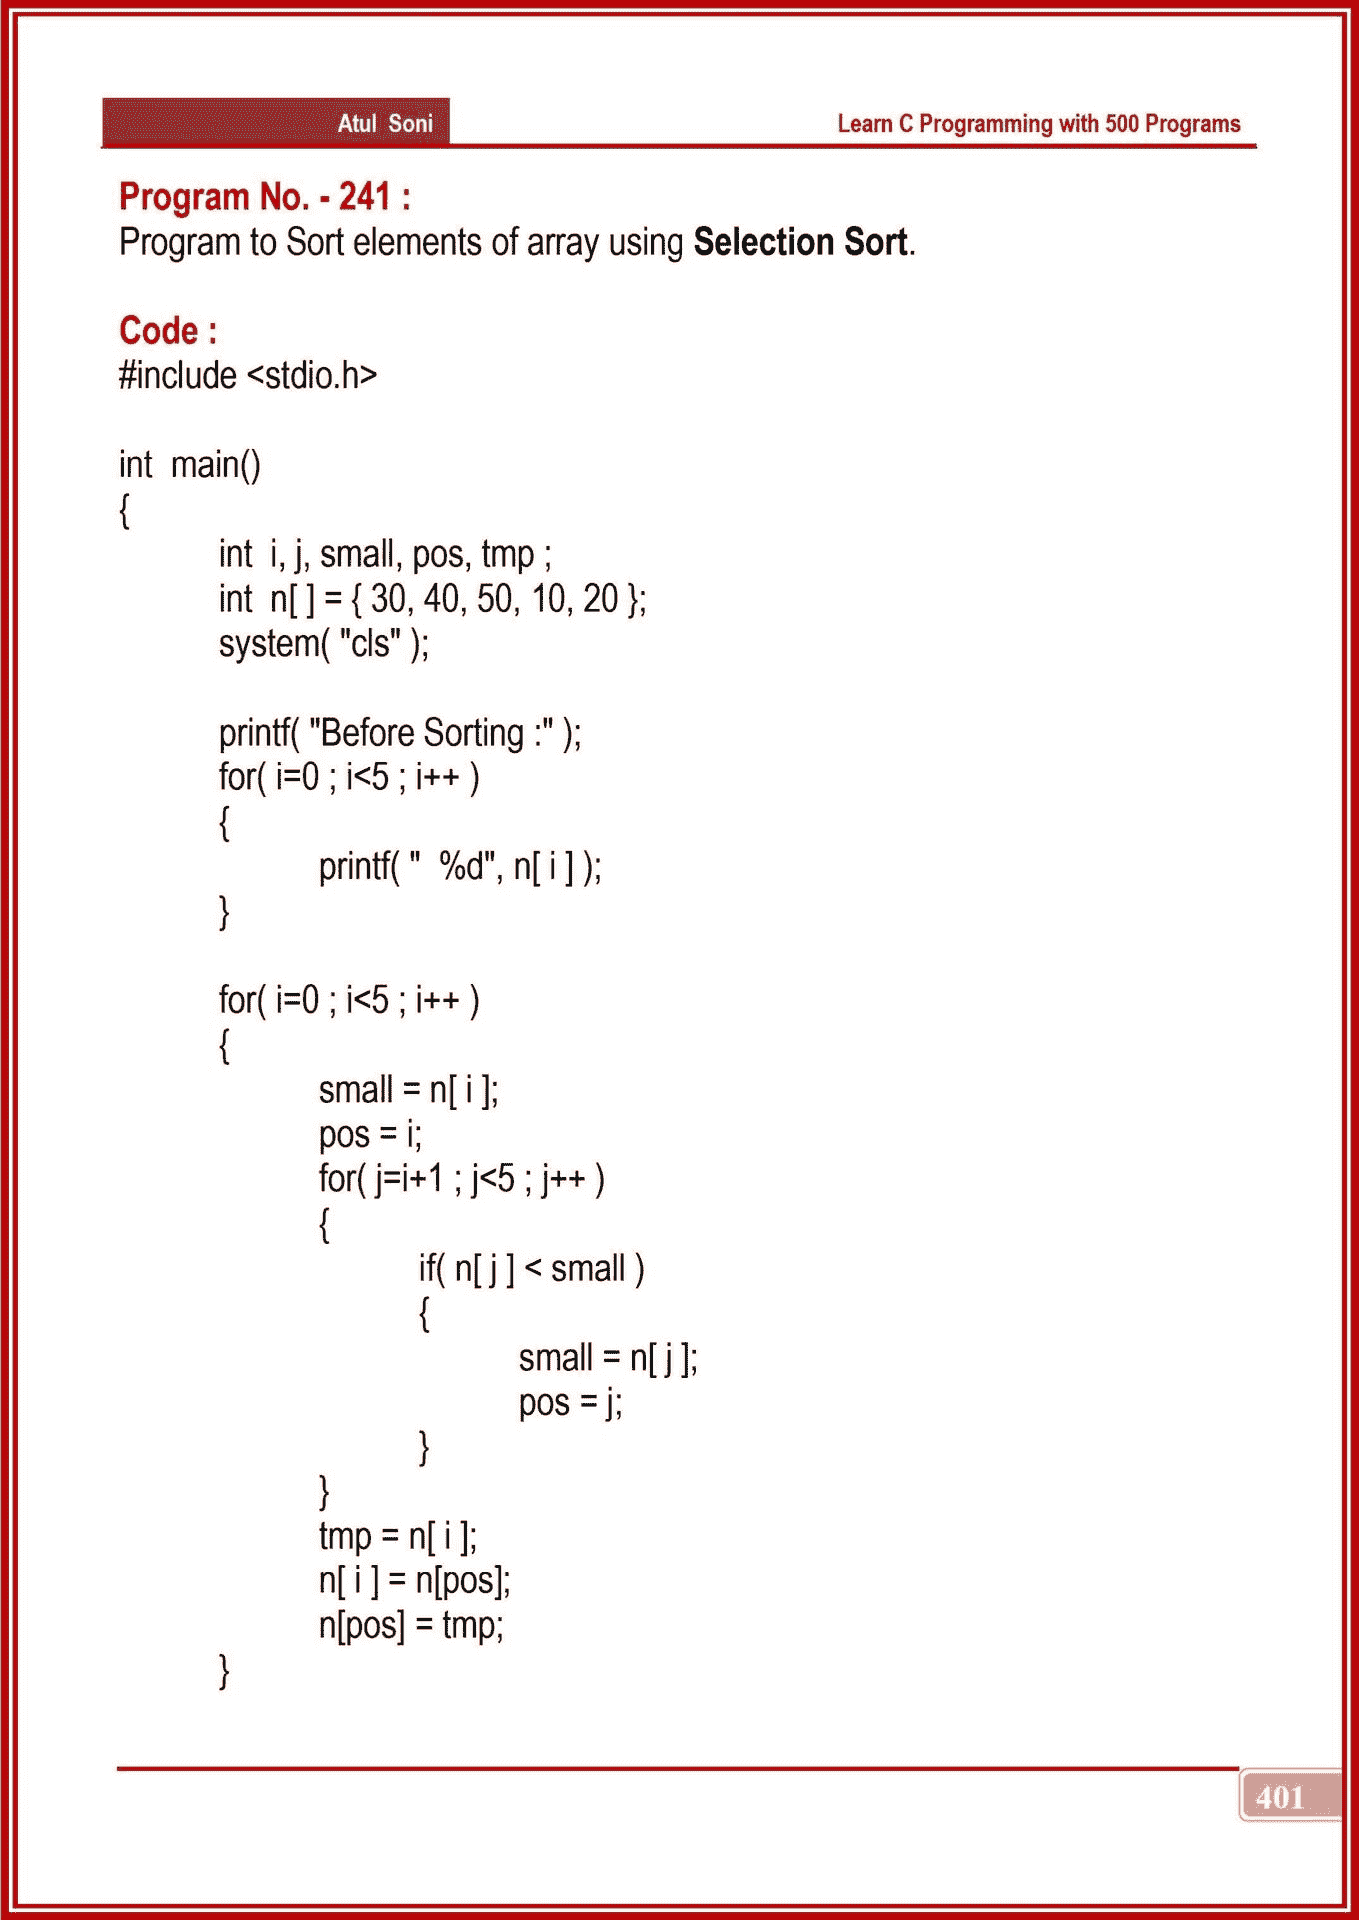 Atul  Soni
Learn C Programming with 500 Programs
Program No. - 241 :
Program to Sort elements of array using Selection Sort.
Code :
#include <stdio.h>
int  main()
{
int  i, j, small, pos, tmp ;
int  n[ ] = { 30, 40, 50, 10, 20 };
system( "cls" );
printf( "Before Sorting :" );
for( i=0 ; i<5 ; i++ )
{
printf( "  %d", n[ i ] );
}
for( i=0 ; i<5 ; i++ )
{
small = n[ i ];
pos = i;
for( j=i+1 ; j<5 ; j++ )
{
if( n[ j ] < small )
{
small = n[ j ];
pos = j;
}
}
tmp = n[ i ];
n[ i ] = n[pos];
n[pos] = tmp;
}
401